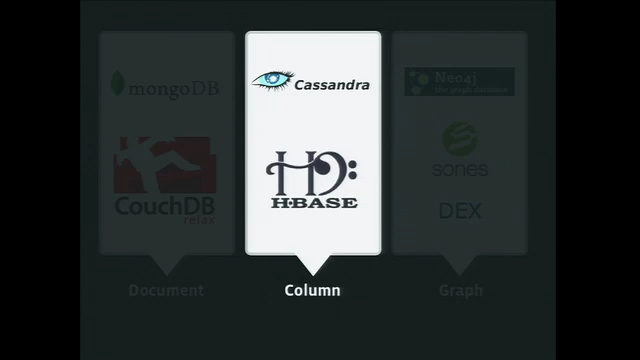 mongoDB
CouchDB
relax
Document
Cassandra
H·BASE
Column
Neo4j
the graph database
sones
DEX
Graph